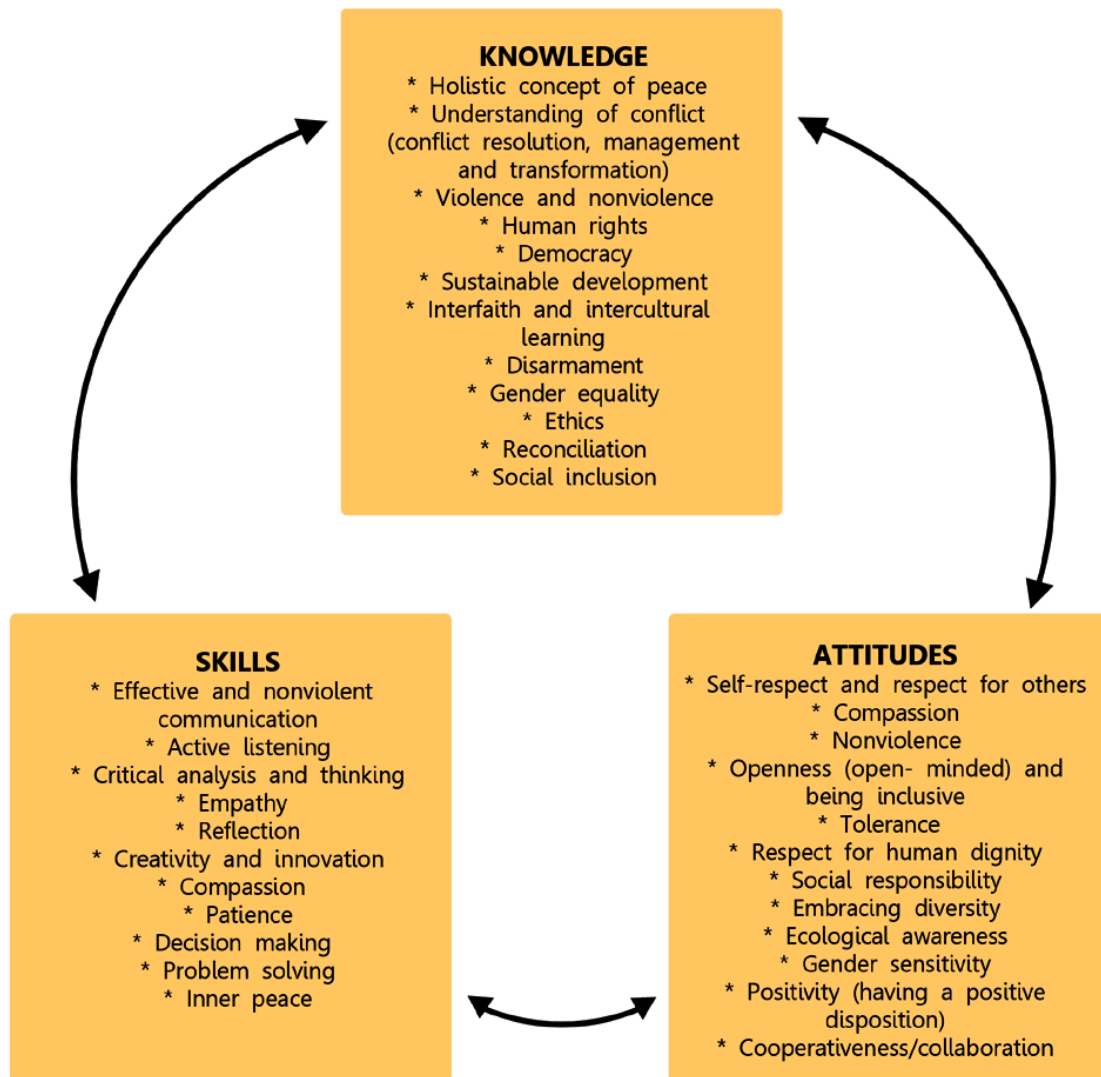 KNOWLEDGE
* Holistic concept of peace
* Understanding of conflict
(conflict resolution, management
and transformation)
* Violence and nonviolence
* Human rights
* Democracy
* Sustainable development
* Interfaith and intercultural
learning
* Disarmament
* Gender equality
* Ethics
* Reconciliation
* Social inclusion
SKILLS
* Effective and nonviolent
communication
* Active listening
* Critical analysis and thinking
* Empathy
* Reflection
* Creativity and innovation
* Compassion
* Patience
* Decision making
* Problem solving
* Inner peace
ATTITUDES
* Self-respect and respect for others
* Compassion
* Nonviolence
* Openness (open- minded) and
being inclusive
* Tolerance
* Respect for human dignity
* Social responsibility
* Embracing diversity
* Ecological awareness
* Gender sensitivity
* Positivity (having a positive
disposition)
* Cooperativeness/collaboration